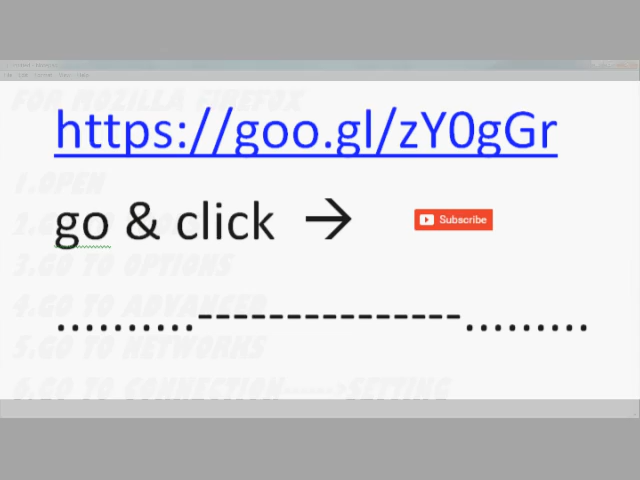 FOR MOZILLA FIREFOX
https://goo.gl/zY0gGr
1.OPEN
go & click → Subscribe
3.GO TO OPTIONS
4.GO TO ADVANCED
..........---------------.........
5.GO TO NETWORKS
6.GO TO CONNECTION------>SETTING